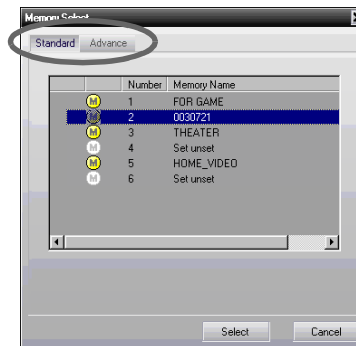 Memory Select
Standard Advance
Number Memory Name
M 1 FOR GAME
M 2 0030721
M 3 THEATER
M 4 Set unset
M 5 HOME_VIDEO
M 6 Set unset
Select Cancel